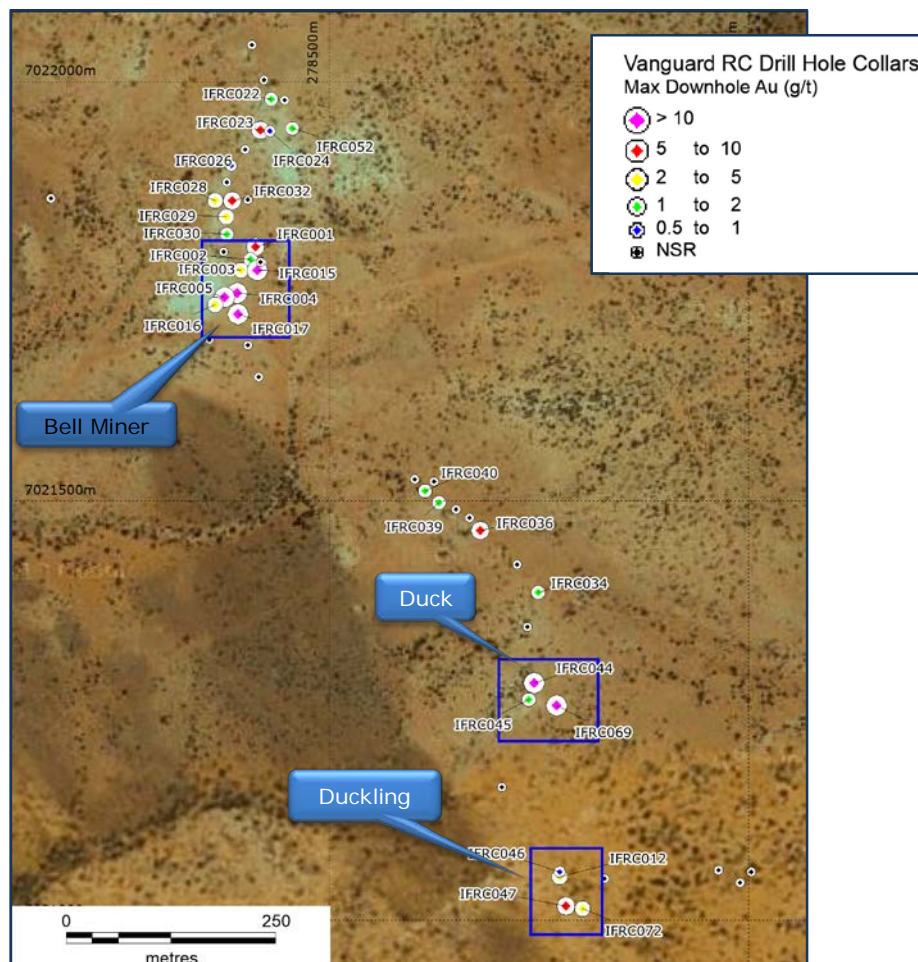 278500m
7022000m
Vanguard RC Drill Hole Collars
Max Downhole Au (g/t)
> 10
5 to 10
2 to 5
1 to 2
0.5 to 1
NSR
IFRC022
IFRC023
IFRC052
IFRC024
IFRC026
IFRC028
IFRC032
IFRC029
IFRC030
IFRC001
IFRC002
IFRC003
IFRC015
IFRC005
IFRC004
IFRC016
IFRC017
Bell Miner
7021500m
IFRC040
IFRC039
IFRC036
IFRC034
Duck
IFRC044
IFRC045
IFRC069
Duckling
IFRC046
IFRC012
IFRC047
IFRC072
0 250
metres